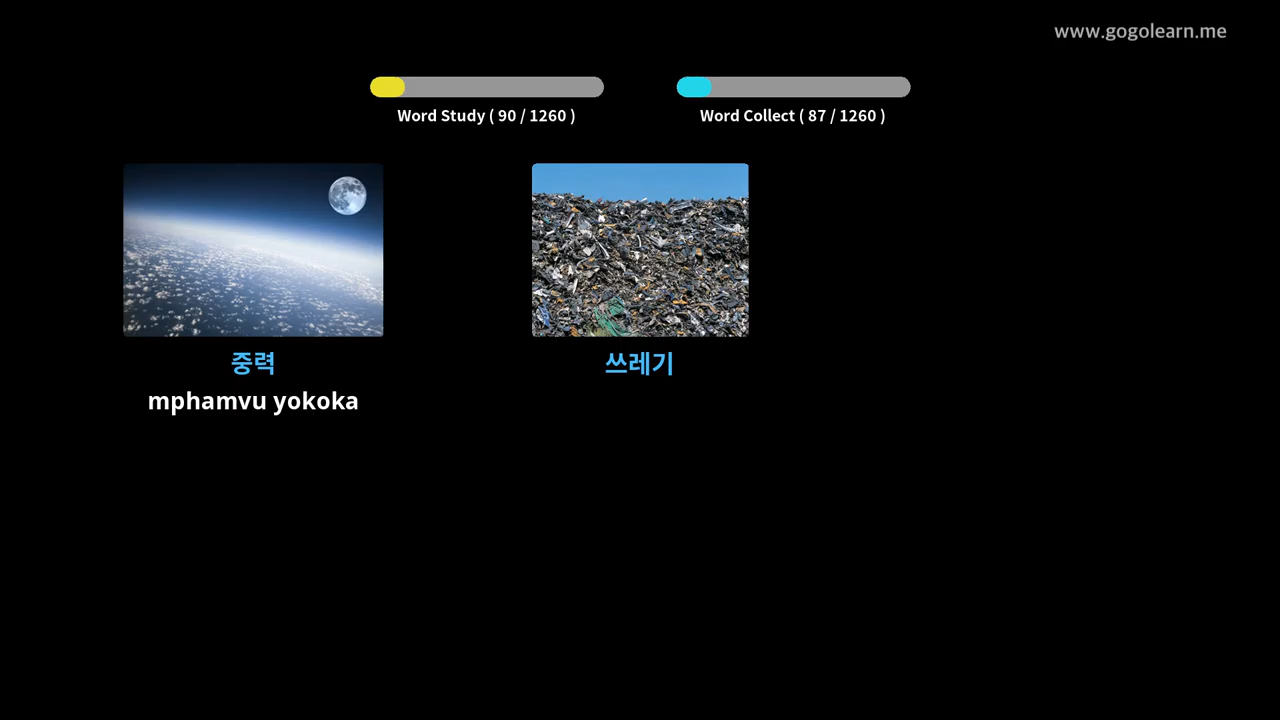 www.gogolearn.me
Word Study ( 90 / 1260 )
Word Collect ( 87 / 1260 )
중력
mphamvu yokoka
쓰레기